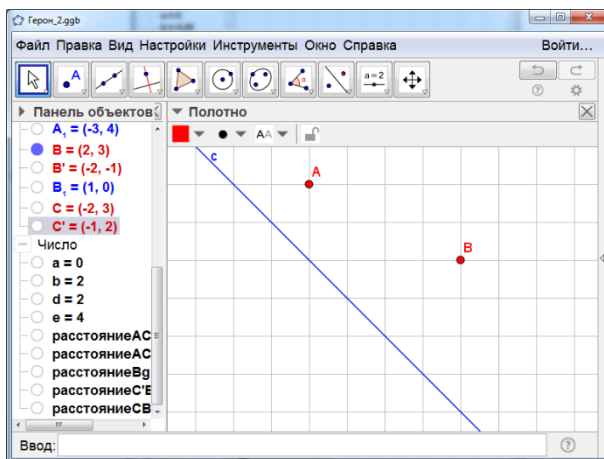 Герон_2.ggb
Файл Правка Вид Настройки Инструменты Окно Справка Войти...
A
a=2
Панель объектов
Полотно
AA
A₁ = (-3, 4)
B = (2, 3)
B' = (-2, -1)
B₁ = (1, 0)
C = (-2, 3)
C' = (-1, 2)
Число
a = 0
b = 2
d = 2
e = 4
расстояниеAC
расстояниеAC
расстояниеBg
расстояниеC'E
расстояниеCB
c
A
B
Ввод: